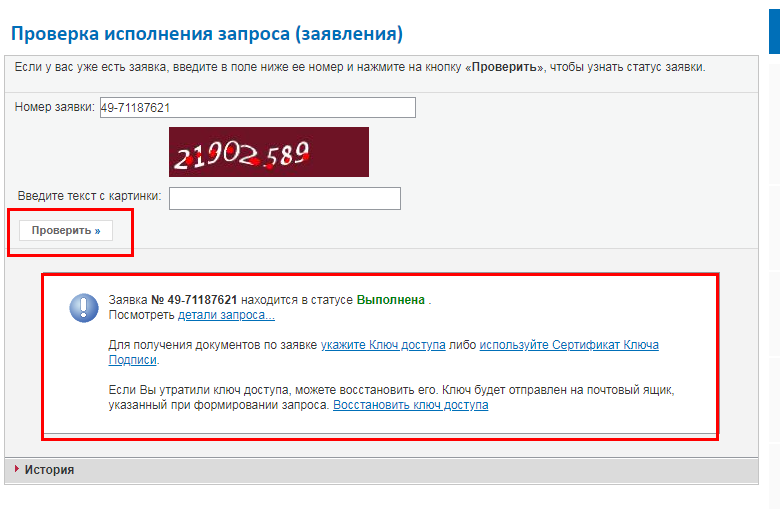 Проверка исполнения запроса (заявления)
Если у вас уже есть заявка, введите в поле ниже ее номер и нажмите на кнопку «Проверить», чтобы узнать статус заявки.
Номер заявки: 49-71187621
21902589
Введите текст с картинки:
Проверить »
Заявка № 49-71187621 находится в статусе Выполнена .
Посмотреть детали запроса...
Для получения документов по заявке укажите Ключ доступа либо используйте Сертификат Ключа
Подписи.
Если Вы утратили ключ доступа, можете восстановить его. Ключ будет отправлен на почтовый ящик,
указанный при формировании запроса. Восстановить ключ доступа
История